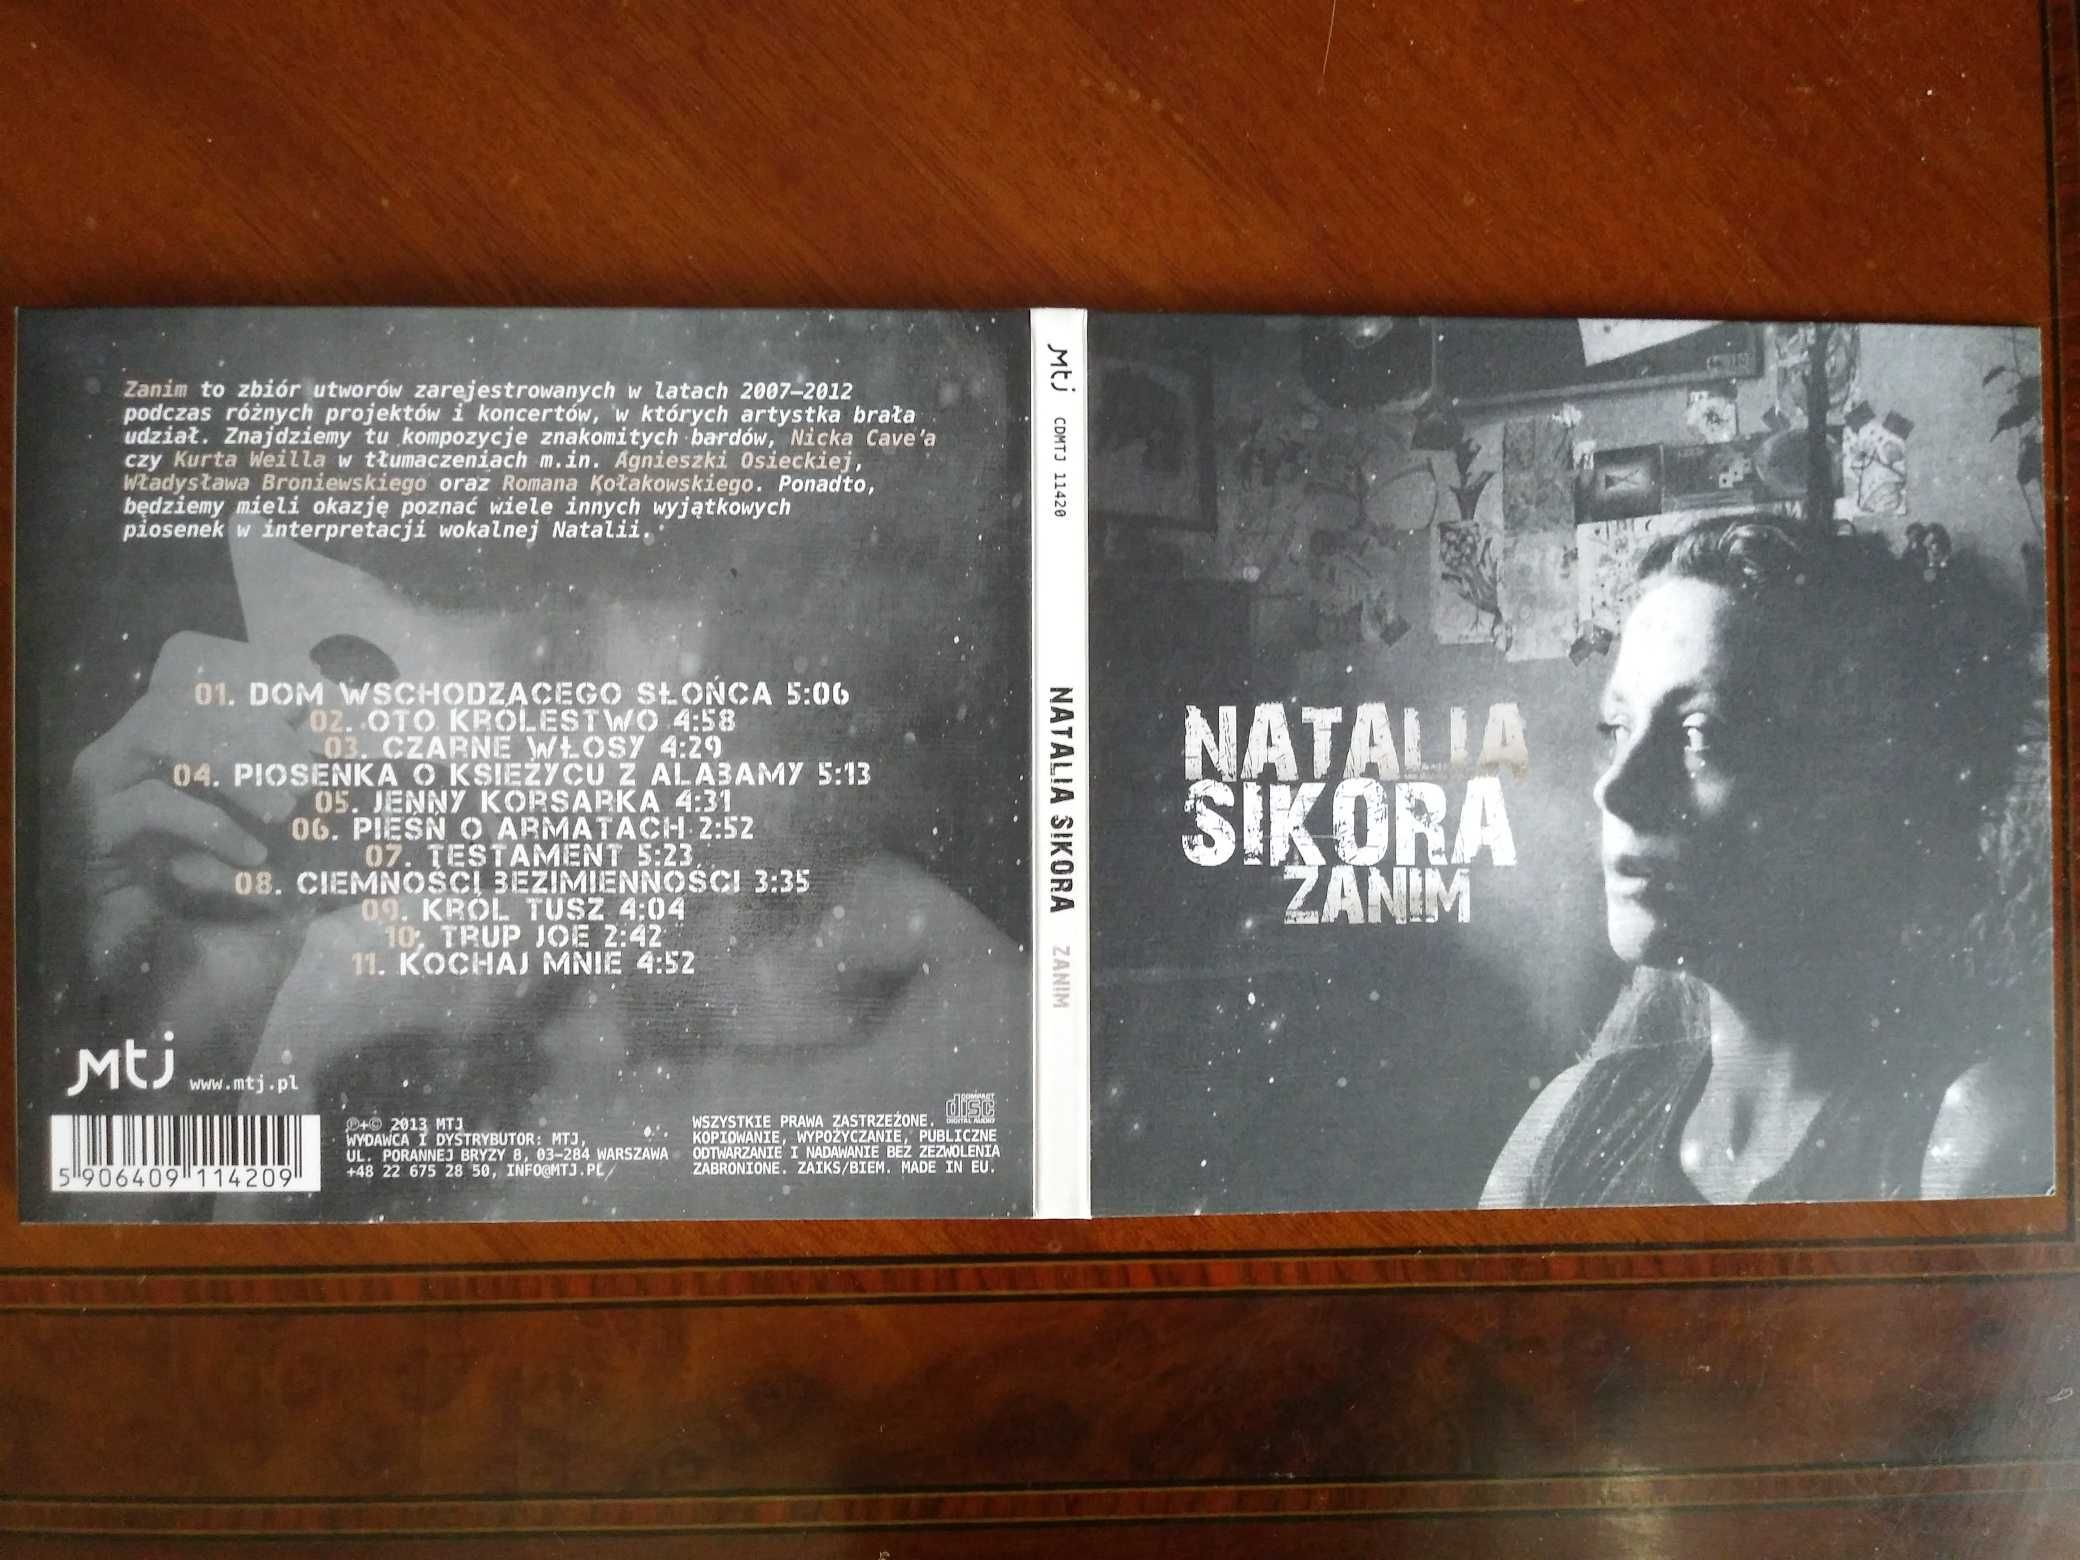 Zanim to zbiór utworów zarejestrowanych w latach 2007–2012
podczas różnych projektów i koncertów, w których artystka brała
udział. Znajdziemy tu kompozycje znakomitych bardów, Nicka Cave'a
czy Kurta Weilla w tłumaczeniach m.in. Agnieszki Osieckiej,
Władysława Broniewskiego oraz Romana Kołakowskiego. Ponadto,
będziemy mieli okazję poznać wiele innych wyjątkowych
piosenek w interpretacji wokalnej Natalii.
01. DOM WSCHODZĄCEGO SŁOŃCA 5:06
02. OTO KRÓLESTWO 4:58
03. CZARNE WŁOSY 4:29
04. PIOSENKA O KSIĘŻYCU Z ALABAMY 5:13
05. JENNY KORSARKA 4:31
06. PIEŚŃ O ARMATACH 2:52
07. TESTAMENT 5:23
08. CIEMNOŚCI BEZIMIENNOŚCI 3:35
09. KRÓL TUSZ 4:04
10. TRUP JOE 2:42
11. KOCHAJ MNIE 4:52
mtj www.mtj.pl
5 906409 114209
℗+© 2013 MTJ
WYDAWCA I DYSTRYBUTOR: MTJ,
UL. PORANNEJ BRYZY 8, 03–284 WARSZAWA
+48 22 675 28 50, INFO@MTJ.PL
WSZYSTKIE PRAWA ZASTRZEŻONE.
KOPIOWANIE, WYPOŻYCZANIE, PUBLICZNE
ODTWARZANIE I NADAWANIE BEZ ZEZWOLENIA
ZABRONIONE. ZAIKS/BIEM. MADE IN EU.
COMPACT
disc
DIGITAL AUDIO
mtj CDMTJ 11420 NATALIA SIKORA ZANIM
NATALIA
SIKORA
ZANIM